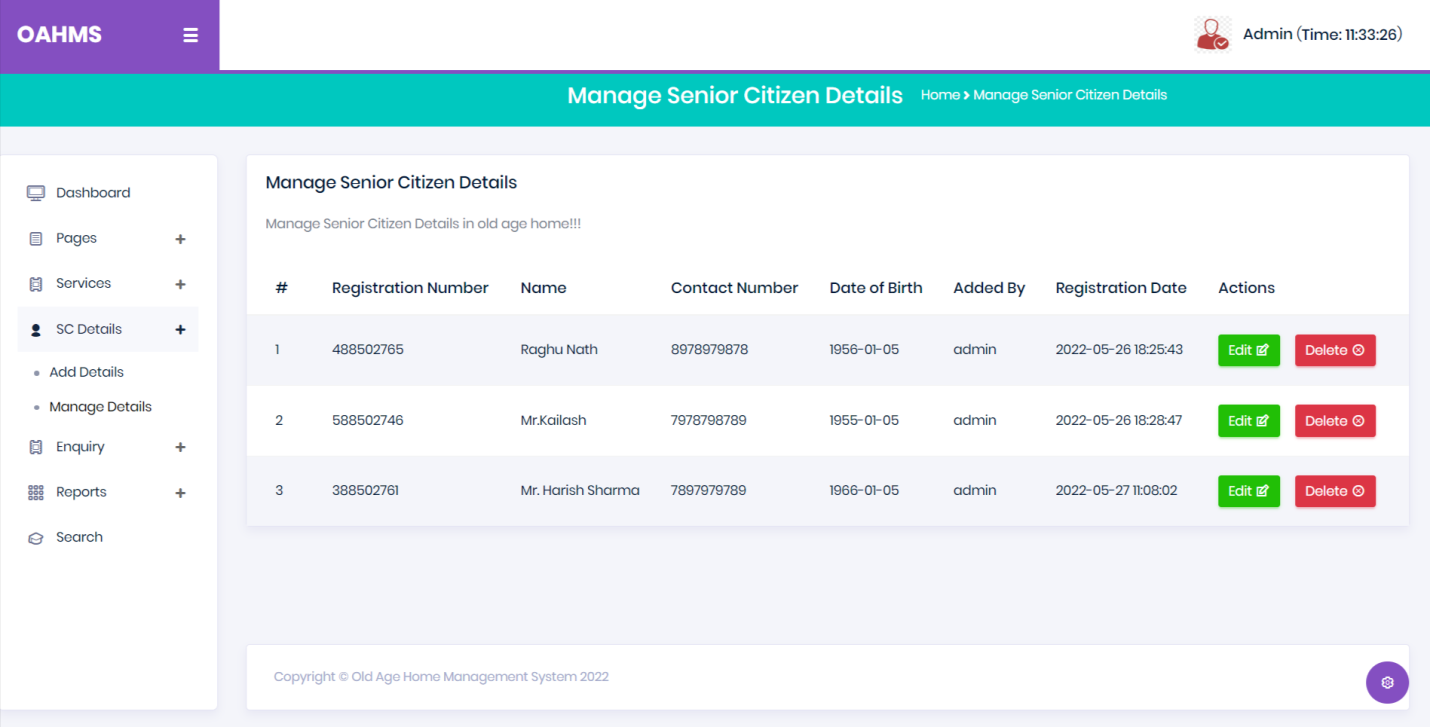 OAHMS
Admin (Time: 11:33:26)
Manage Senior Citizen Details Home > Manage Senior Citizen Details
Dashboard
Pages +
Services +
SC Details +
Add Details
Manage Details
Enquiry +
Reports +
Search
Manage Senior Citizen Details
Manage Senior Citizen Details in old age home!!!
# Registration Number Name Contact Number Date of Birth Added By Registration Date Actions
1 488502765 Raghu Nath 8978979878 1956-01-05 admin 2022-05-26 18:25:43 Edit Delete
2 588502746 Mr.Kailash 7978798789 1955-01-05 admin 2022-05-26 18:28:47 Edit Delete
3 388502761 Mr. Harish Sharma 7897979789 1966-01-05 admin 2022-05-27 11:08:02 Edit Delete
Copyright © Old Age Home Management System 2022